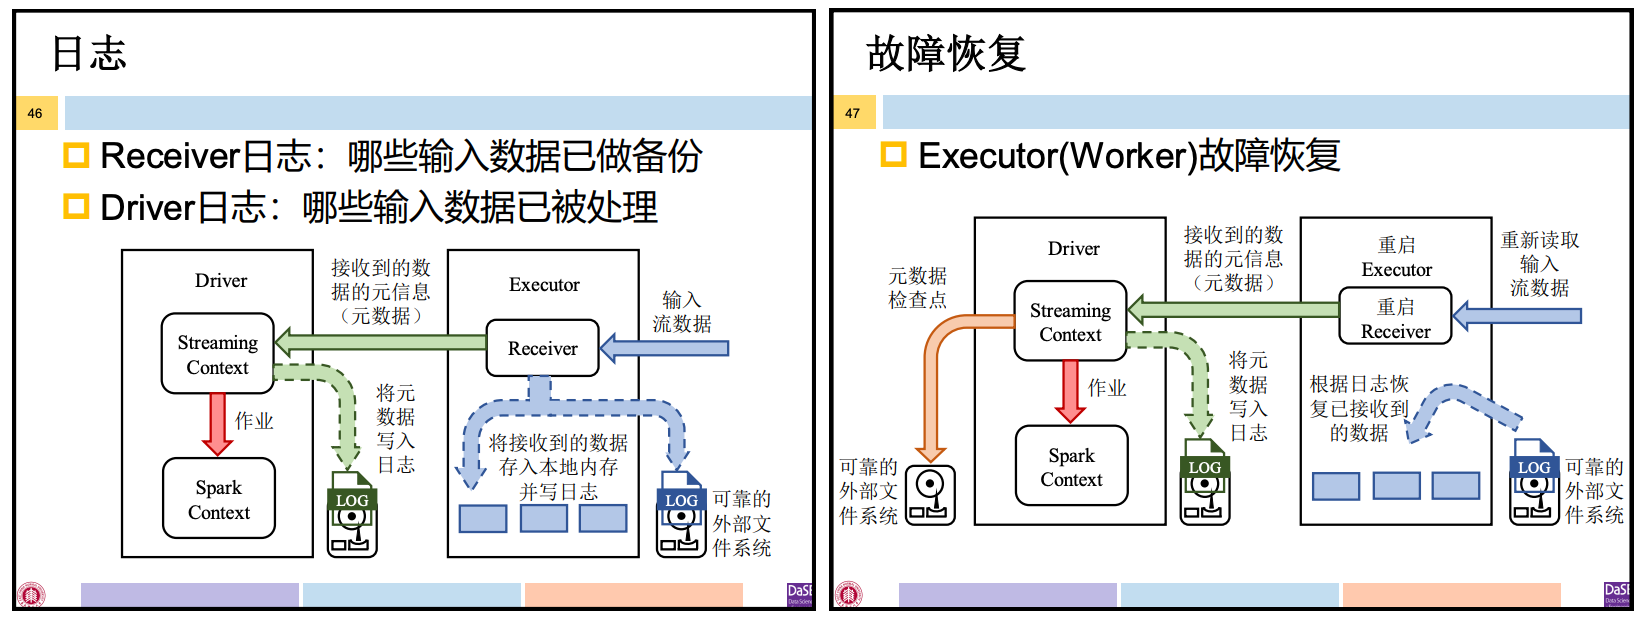 日志
46
Receiver日志：哪些输入数据已做备份
Driver日志：哪些输入数据已被处理
Driver
接收到的数
据的元信息
（元数据）
Executor
输入
流数据
Streaming
Context
Receiver
将元
数据
写入
日志
作业
将接收到的数据
存入本地内存
并写日志
Spark
Context
LOG
LOG
可靠的
外部文
件系统
故障恢复
47
Executor(Worker)故障恢复
Driver
接收到的数
据的元信息
（元数据）
重启
Executor
重新读取
输入
流数据
元数据
检查点
Streaming
Context
重启
Receiver
将元
数据
写入
日志
作业
根据日志恢
复已接收到
的数据
Spark
Context
可靠的
外部文
件系统
LOG
LOG
可靠的
外部文
件系统